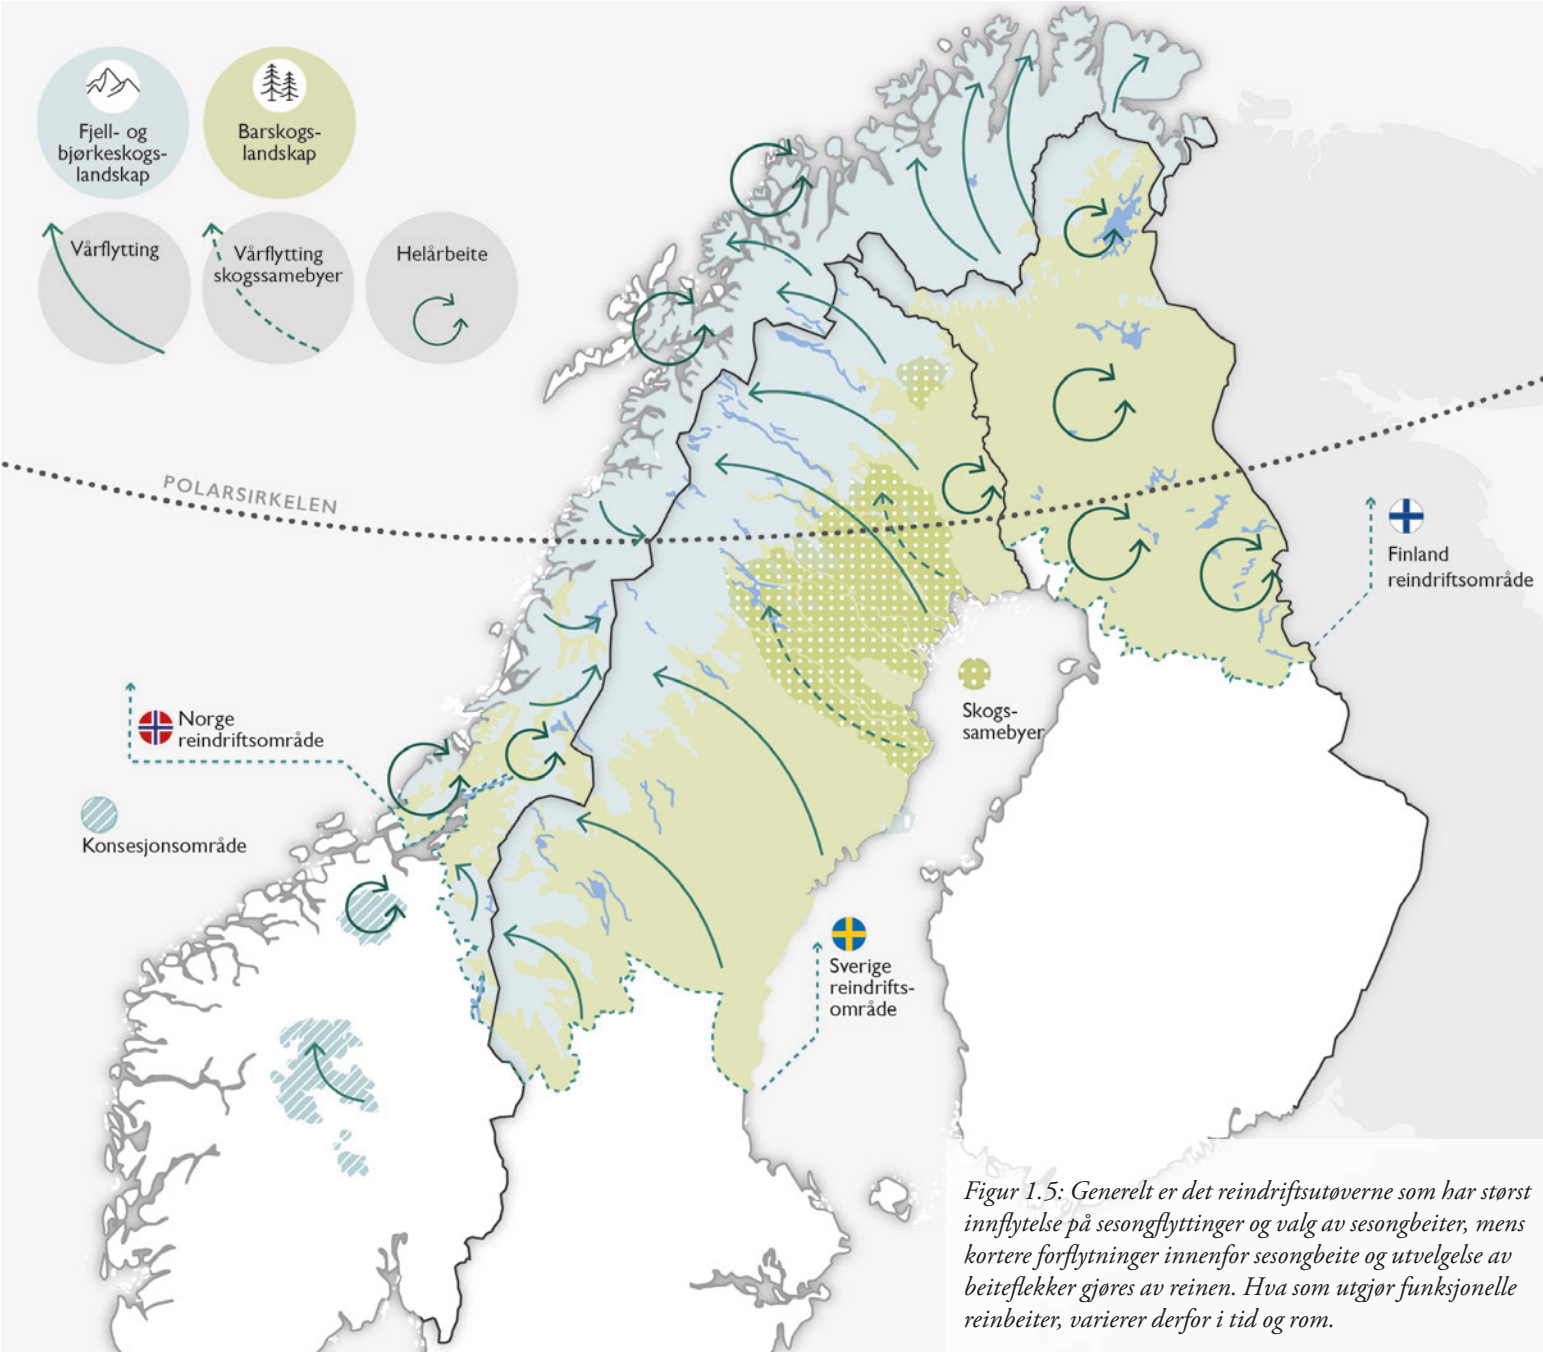 Fjell- og
bjørkeskogs-
landskap
Barskogs-
landskap
Vårflytting
Vårflytting
skogssamebyer
Helårbeite
POLARSIRKELEN
Finland
reindriftsområde
Skogs-
samebyer
Norge
reindriftsområde
Konsesjonsområde
Sverige
reindrifts-
område
Figur 1.5: Generelt er det reindriftsutøverne som har størst
innflytelse på sesongflyttinger og valg av sesongbeiter, mens
kortere forflytninger innenfor sesongbeite og utvelgelse av
beiteflekker gjøres av reinen. Hva som utgjør funksjonelle
reinbeiter, varierer derfor i tid og rom.